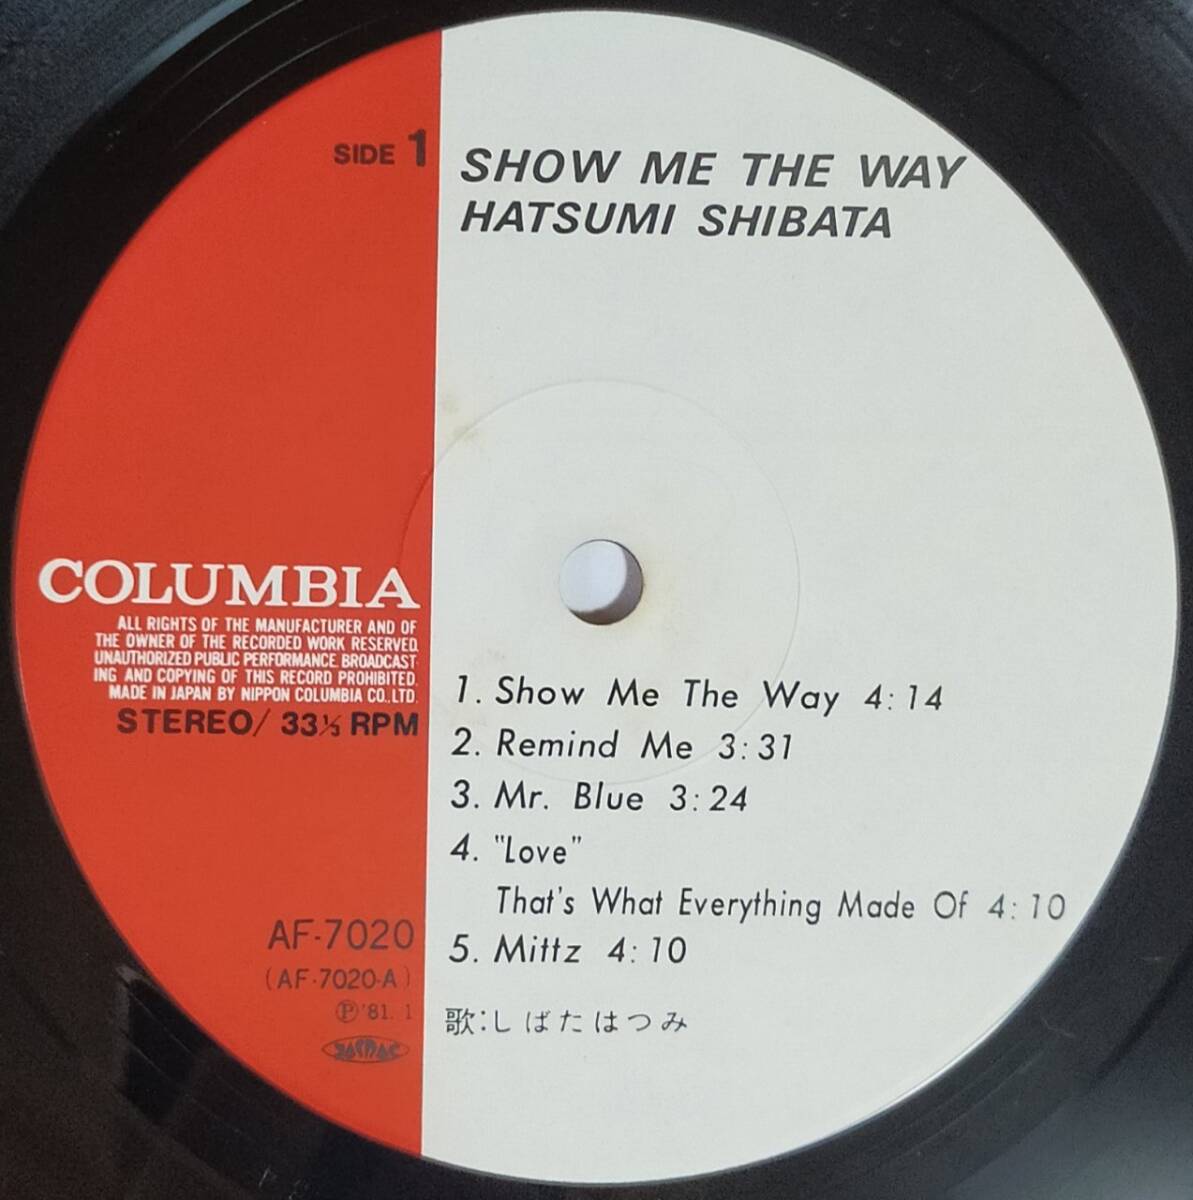 SIDE 1
SHOW ME THE WAY
HATSUMI SHIBATA
COLUMBIA
ALL RIGHTS OF THE MANUFACTURER AND OF
THE OWNER OF THE RECORDED WORK RESERVED.
UNAUTHORIZED PUBLIC PERFORMANCE. BROADCAST-
ING AND COPYING OF THIS RECORD PROHIBITED.
MADE IN JAPAN BY NIPPON COLUMBIA CO.,LTD.
STEREO/ 33⅓ RPM
1. Show Me The Way 4:14
2. Remind Me 3:31
3. Mr. Blue 3:24
4. "Love"
That's What Everything Made Of 4:10
5. Mittz 4:10
AF-7020
(AF-7020-A)
Ⓟ'81. 1
歌:しばたはつみ